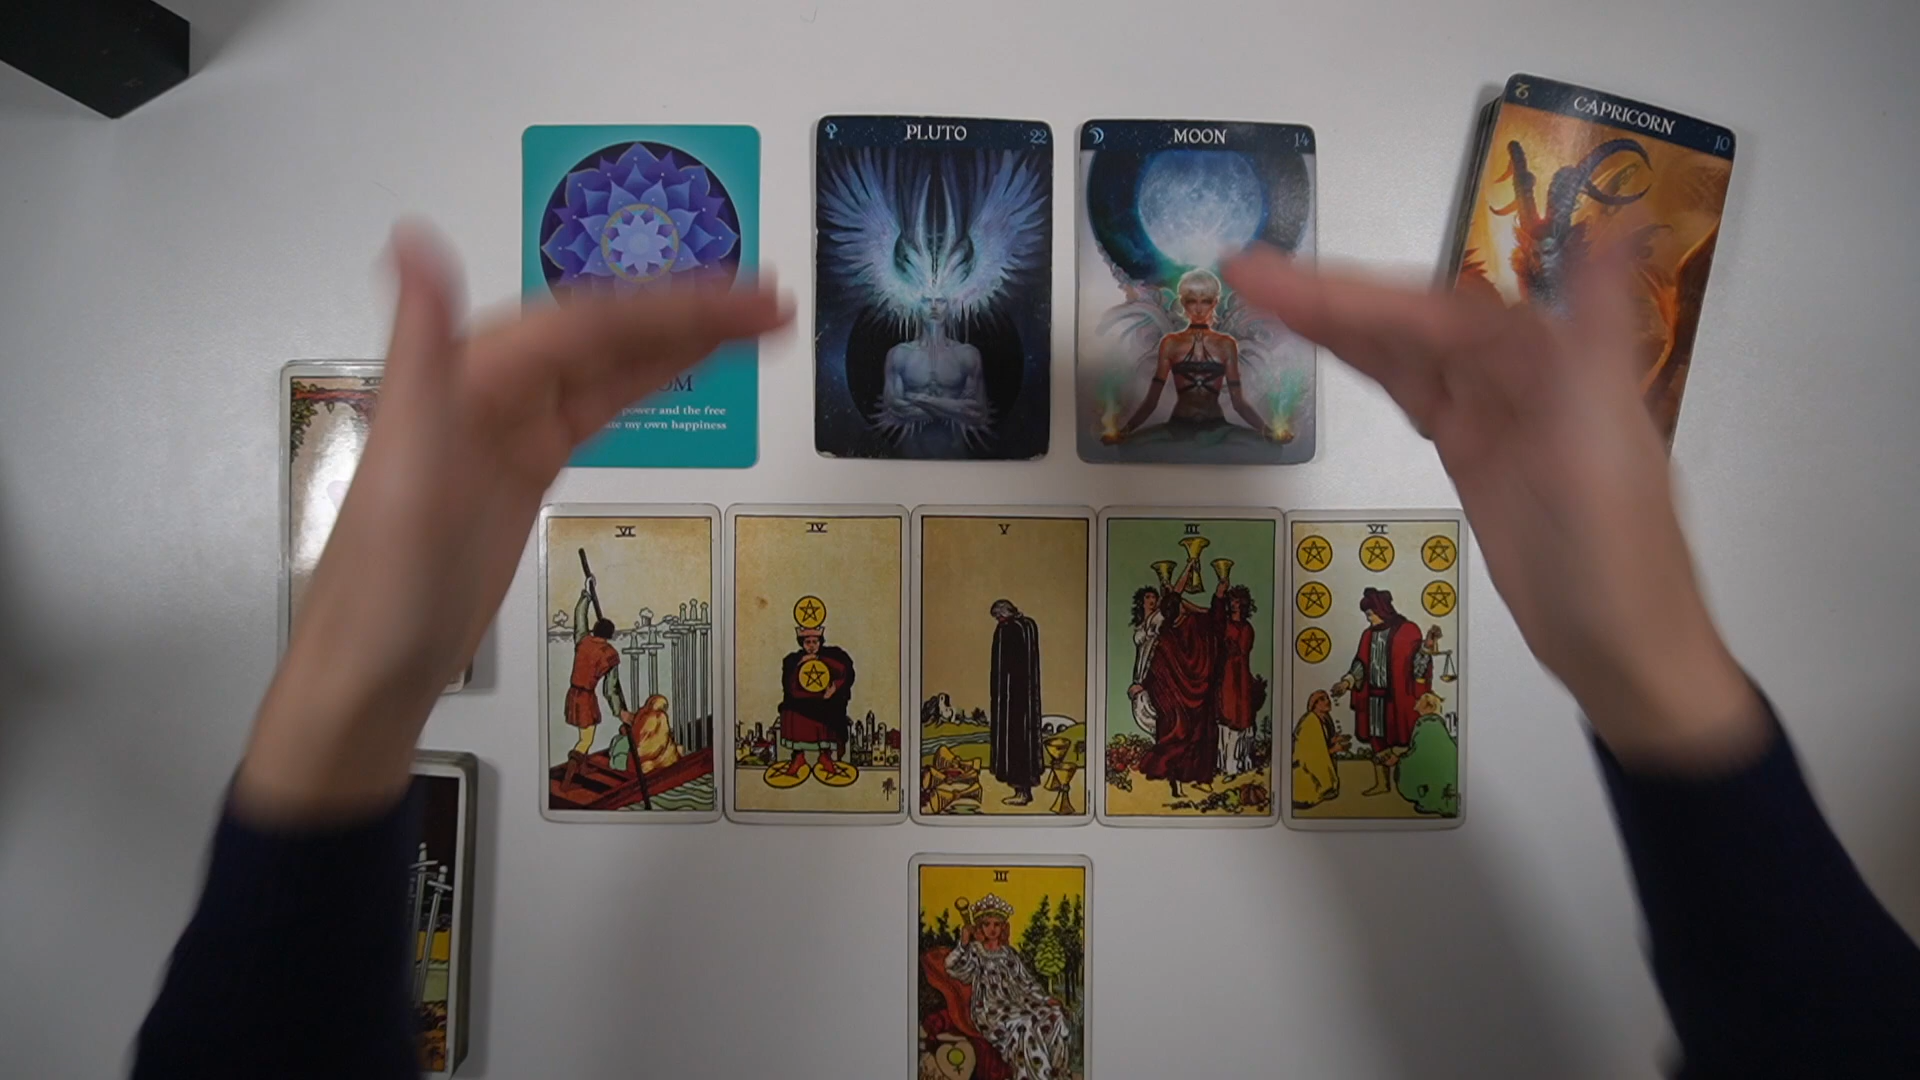 PLUTO 22
MOON 14
CAPRICORN 10
OM
power and the free
my own happiness
VI
IV
V
III
VI
III